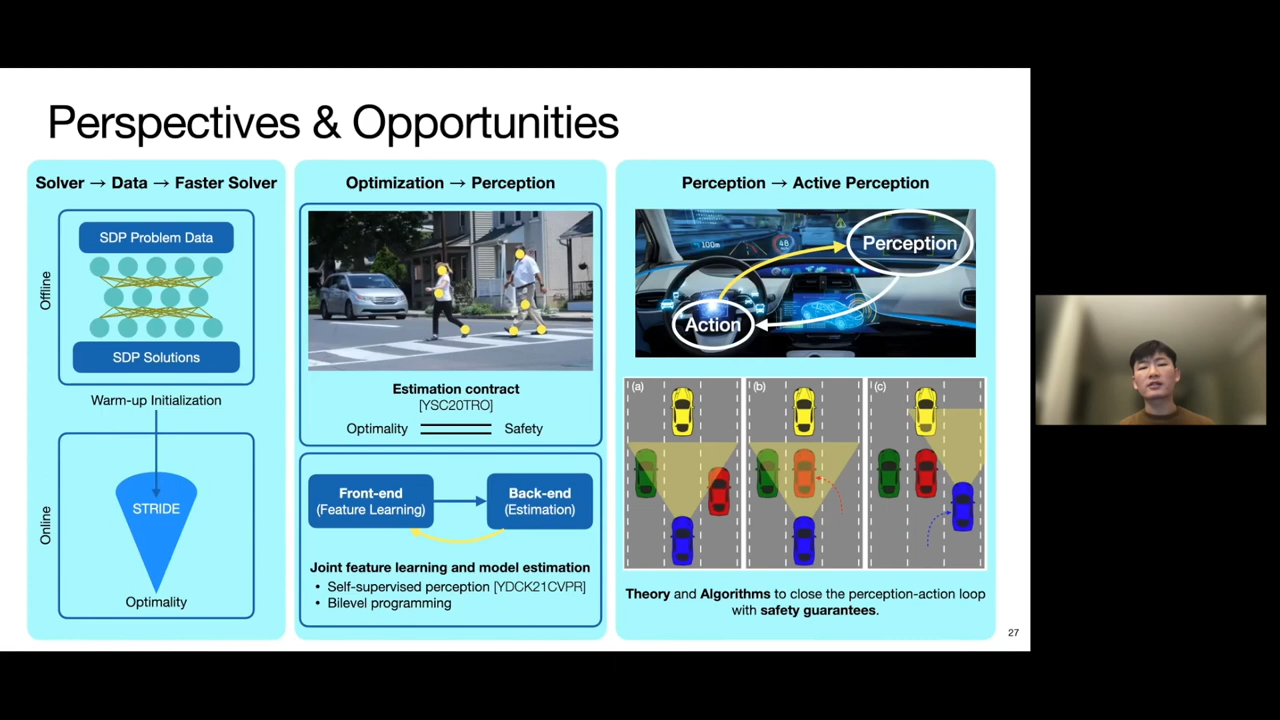 Perspectives & Opportunities
Solver → Data → Faster Solver
Offline
SDP Problem Data
SDP Solutions
Warm-up Initialization
Online
STRIDE
Optimality
Optimization → Perception
Estimation contract
[YSC20TRO]
Optimality
Safety
Front-end
(Feature Learning)
Back-end
(Estimation)
Joint feature learning and model estimation
• Self-supervised perception [YDCK21CVPR]
• Bilevel programming
Perception → Active Perception
100m
48
Perception
Action
(a)
(b)
(c)
Theory and Algorithms to close the perception-action loop
with safety guarantees.
27